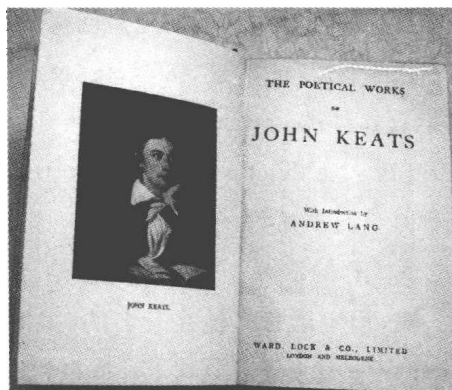 JOHN KEATS.
THE POETICAL WORKS
OF
JOHN KEATS
With Introduction by
ANDREW LANG
WARD, LOCK & CO., LIMITED
LONDON AND MELBOURNE